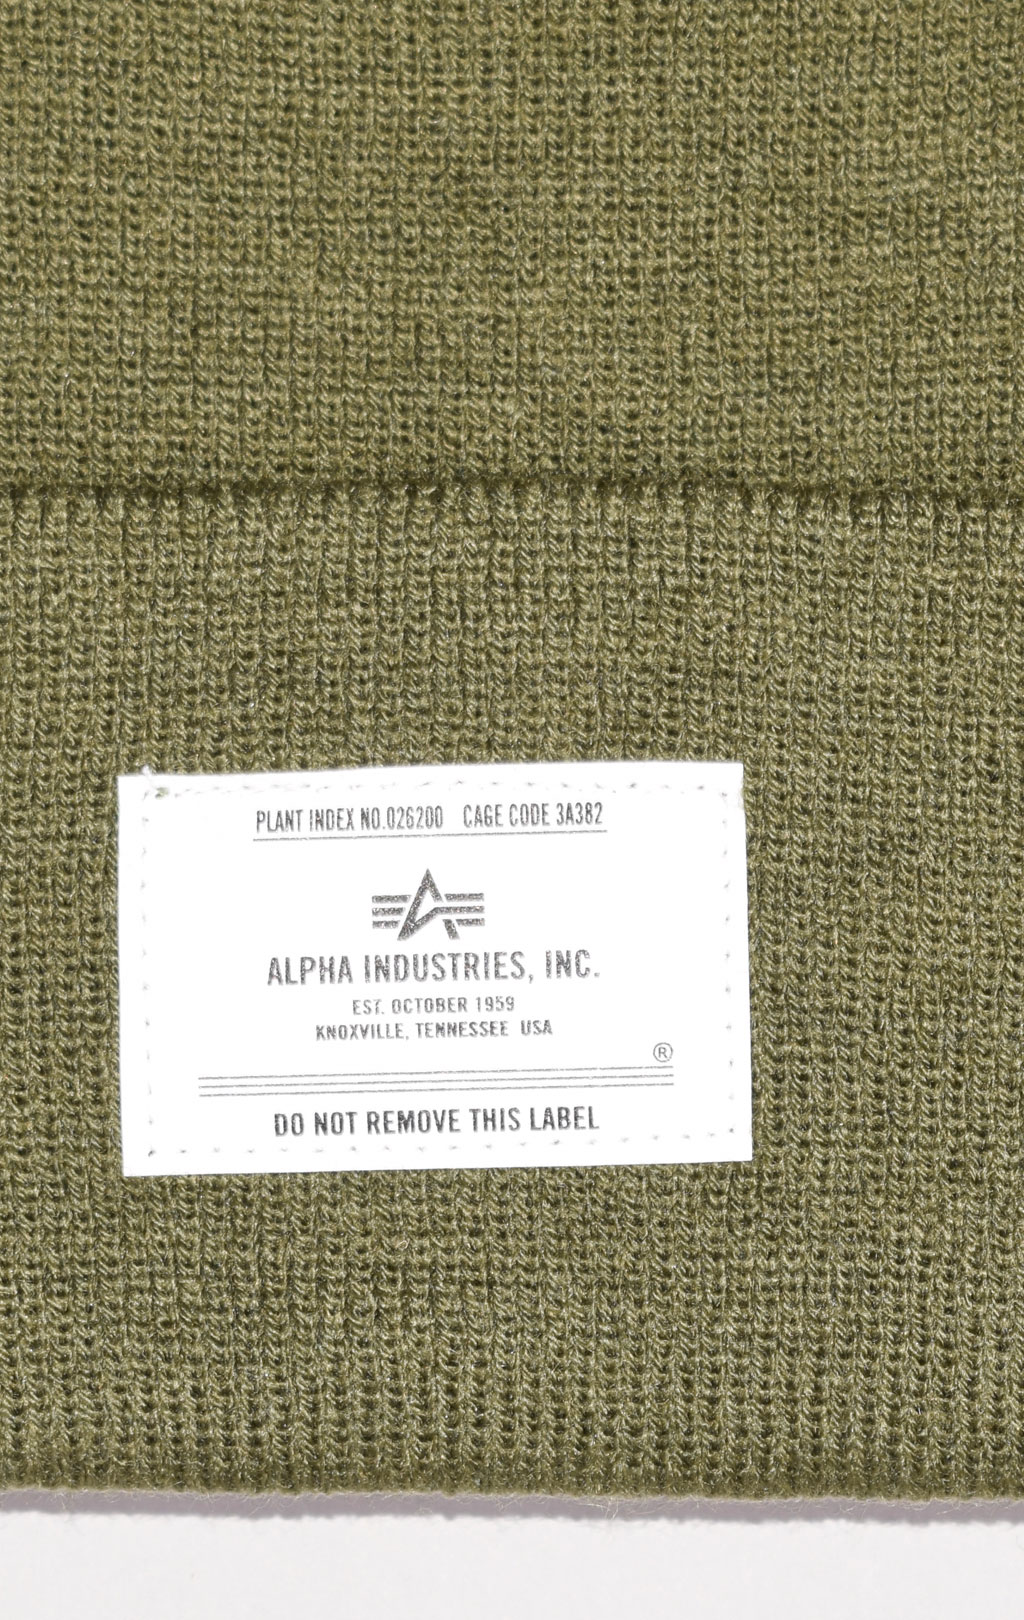 PLANT INDEX NO.026200 CAGE CODE 3A382
ALPHA INDUSTRIES, INC.
EST. OCTOBER 1959
KNOXVILLE, TENNESSEE USA
®
DO NOT REMOVE THIS LABEL